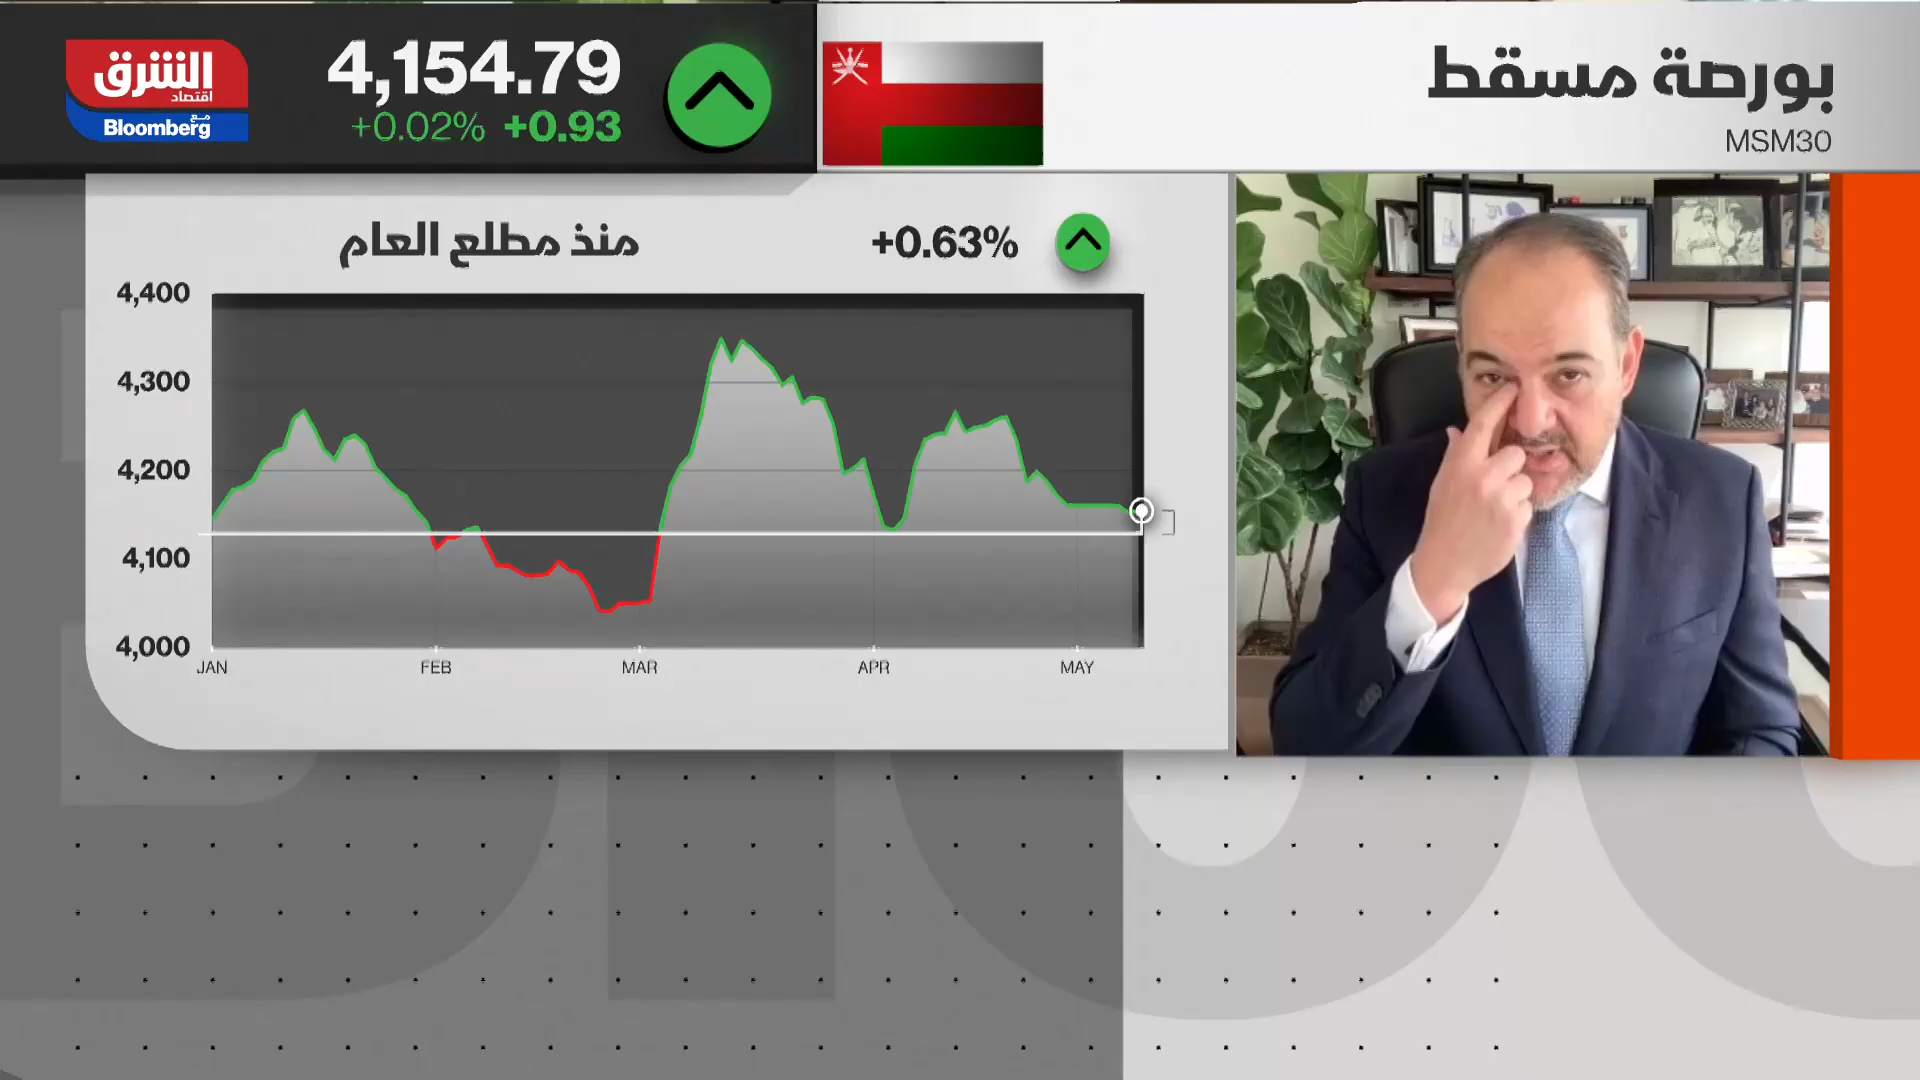 الشرق
اقتصاد
مع
Bloomberg
4,154.79
+0.02% +0.93
بورصة مسقط
MSM30
منذ مطلع العام
+0.63%
4,400
4,300
4,200
4,100
4,000
JAN FEB MAR APR MAY